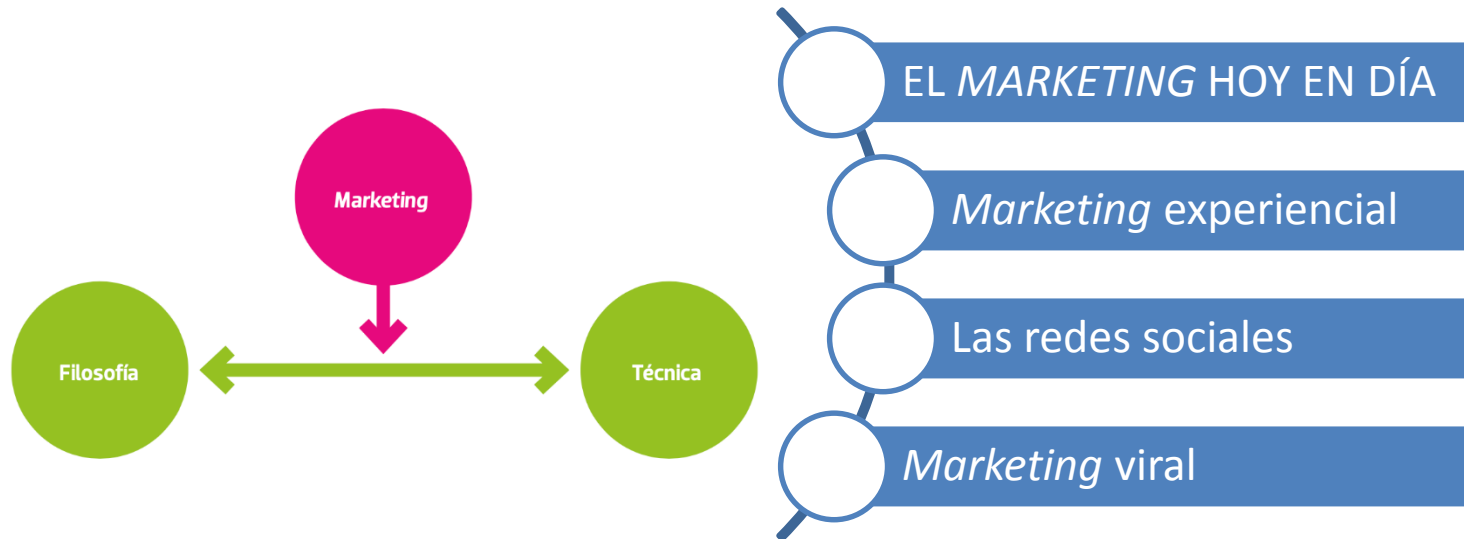 Marketing
Filosofía
Técnica
EL MARKETING HOY EN DÍA
Marketing experiencial
Las redes sociales
Marketing viral